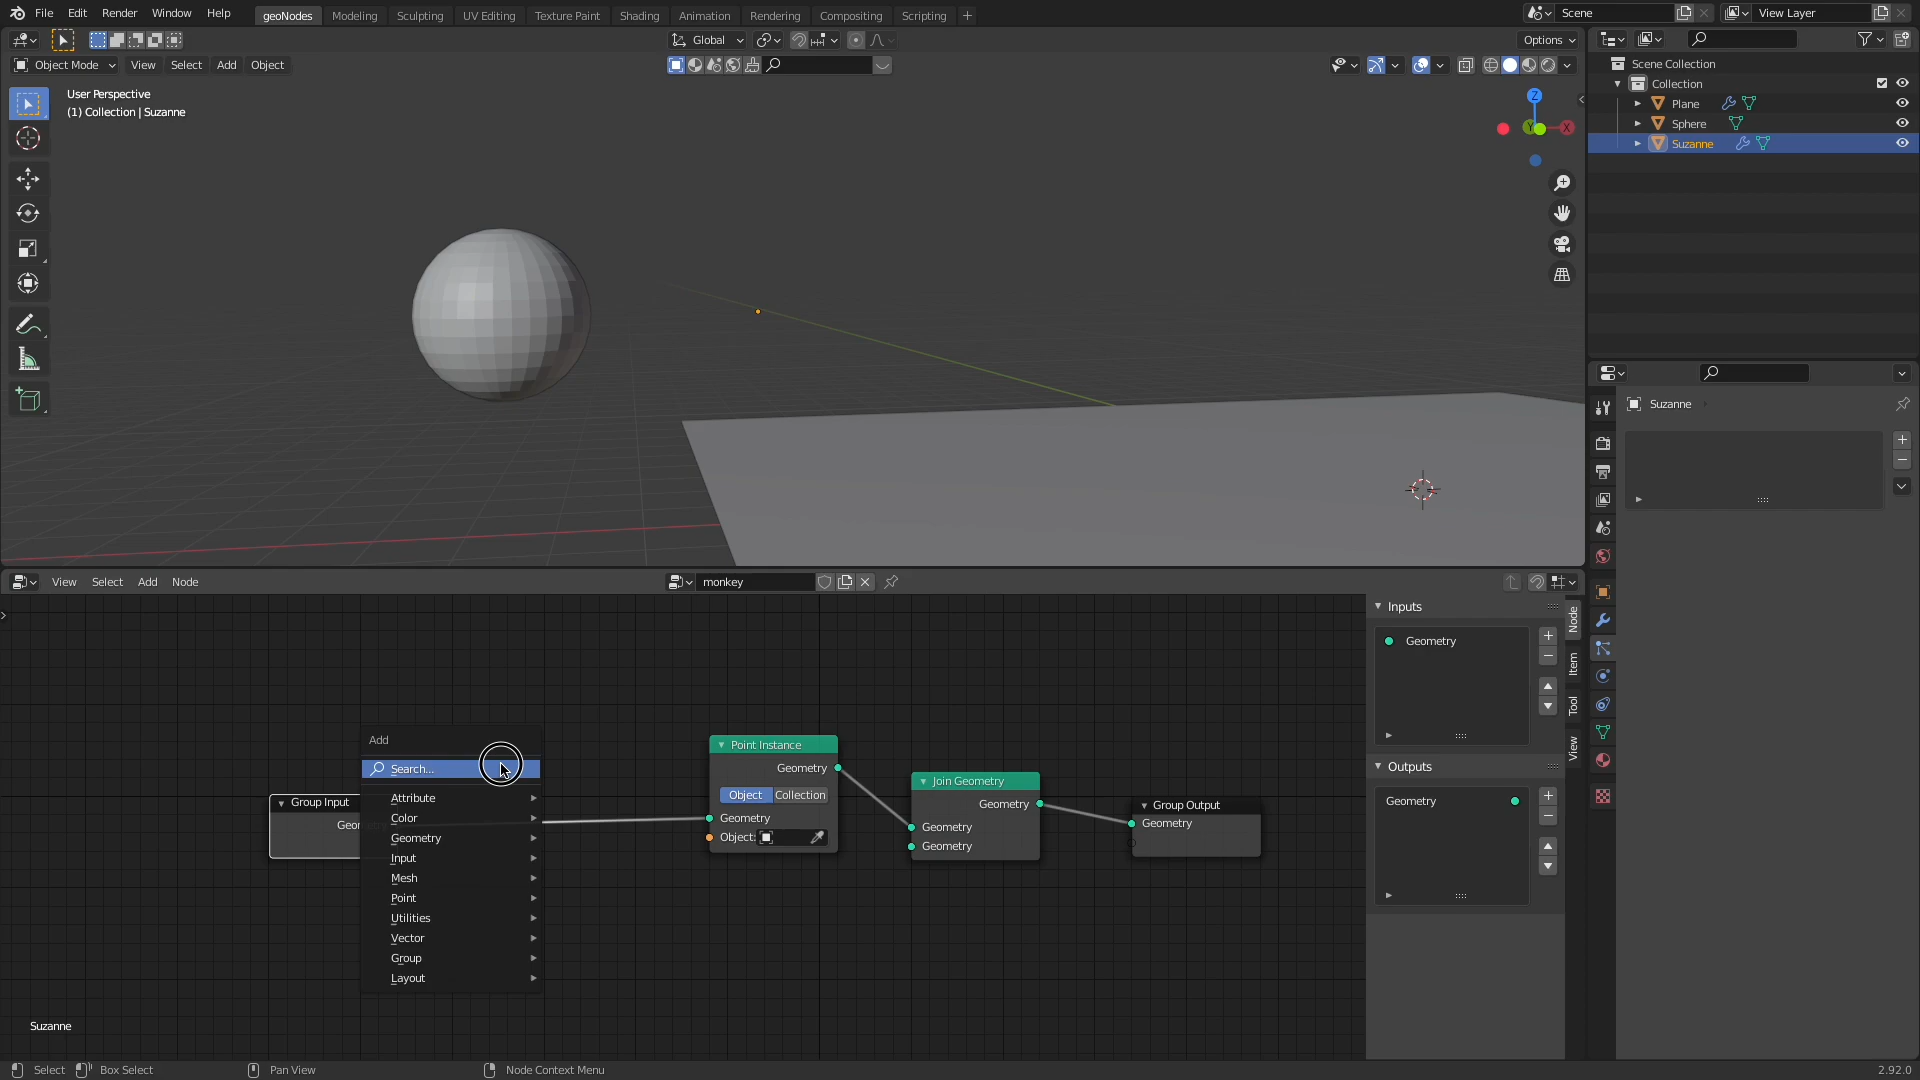 File Edit Render Window Help geoNodes Modeling Sculpting UV Editing Texture Paint Shading Animation Rendering Compositing Scripting + Scene View Layer
Global Options
Object Mode View Select Add Object
User Perspective
(1) Collection | Suzanne
Z
Y
X
Scene Collection
Collection
Plane
Sphere
Suzanne
Suzanne
View Select Add Node monkey
Inputs
Geometry
Outputs
Geometry
Node
Item
Tool
View
Group Input
Geometry
Add
Search...
Attribute
Color
Geometry
Input
Mesh
Point
Utilities
Vector
Group
Layout
Point Instance
Geometry
Object Collection
Geometry
Object:
Join Geometry
Geometry
Geometry
Geometry
Group Output
Geometry
Suzanne
Select Box Select Pan View Node Context Menu 2.92.0